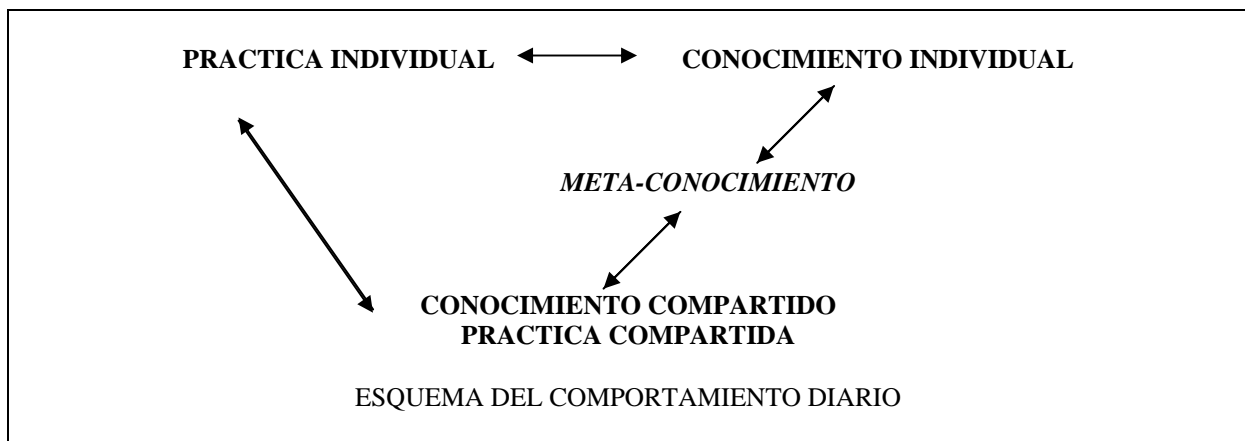 PRACTICA INDIVIDUAL CONOCIMIENTO INDIVIDUAL
META-CONOCIMIENTO
CONOCIMIENTO COMPARTIDO
PRACTICA COMPARTIDA
ESQUEMA DEL COMPORTAMIENTO DIARIO